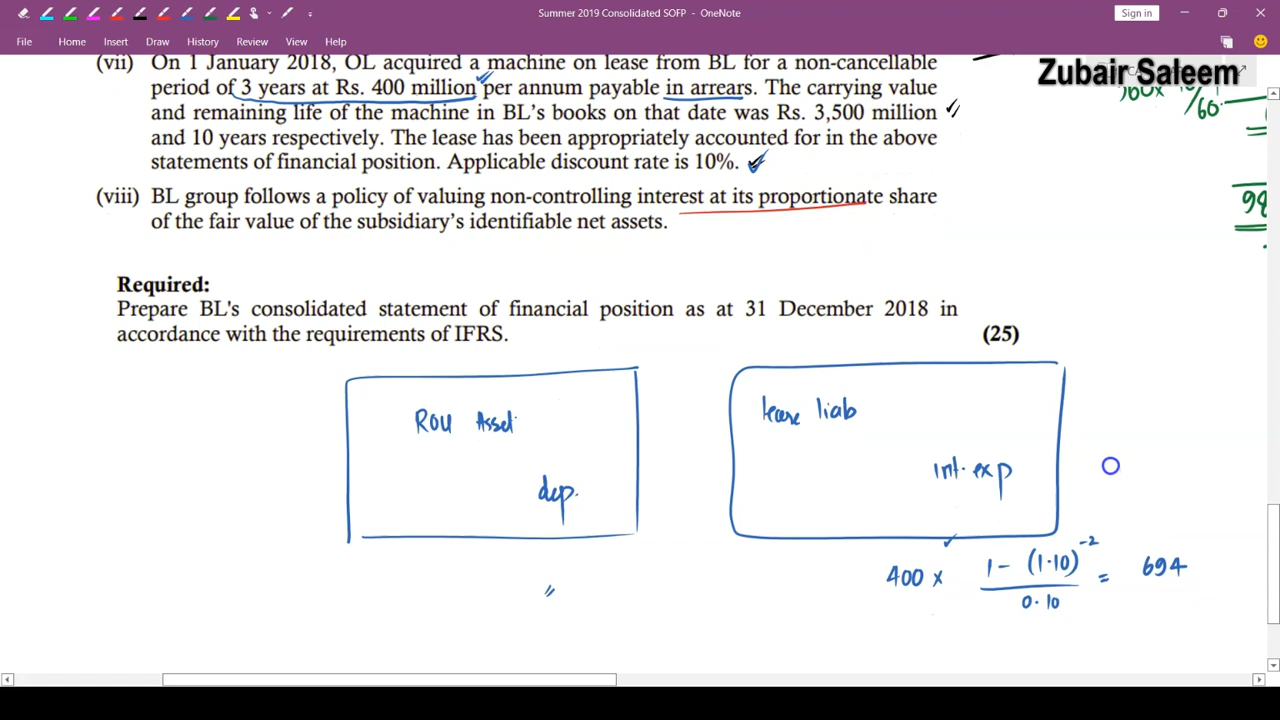 Summer 2019 Consolidated SOFP - OneNote
Sign in
File Home Insert Draw History Review View Help
Zubair Saleem
(vii) On 1 January 2018, OL acquired a machine on lease from BL for a non-cancellable
period of 3 years at Rs. 400 million per annum payable in arrears. The carrying value
and remaining life of the machine in BL's books on that date was Rs. 3,500 million
and 10 years respectively. The lease has been appropriately accounted for in the above
statements of financial position. Applicable discount rate is 10%.
(viii) BL group follows a policy of valuing non-controlling interest at its proportionate share
of the fair value of the subsidiary's identifiable net assets.
98
Required:
Prepare BL's consolidated statement of financial position as at 31 December 2018 in
accordance with the requirements of IFRS. (25)
ROU Asset
dep.
lease liab
int. exp
400 x 1 - (1.10)^-2 = 694
0.10